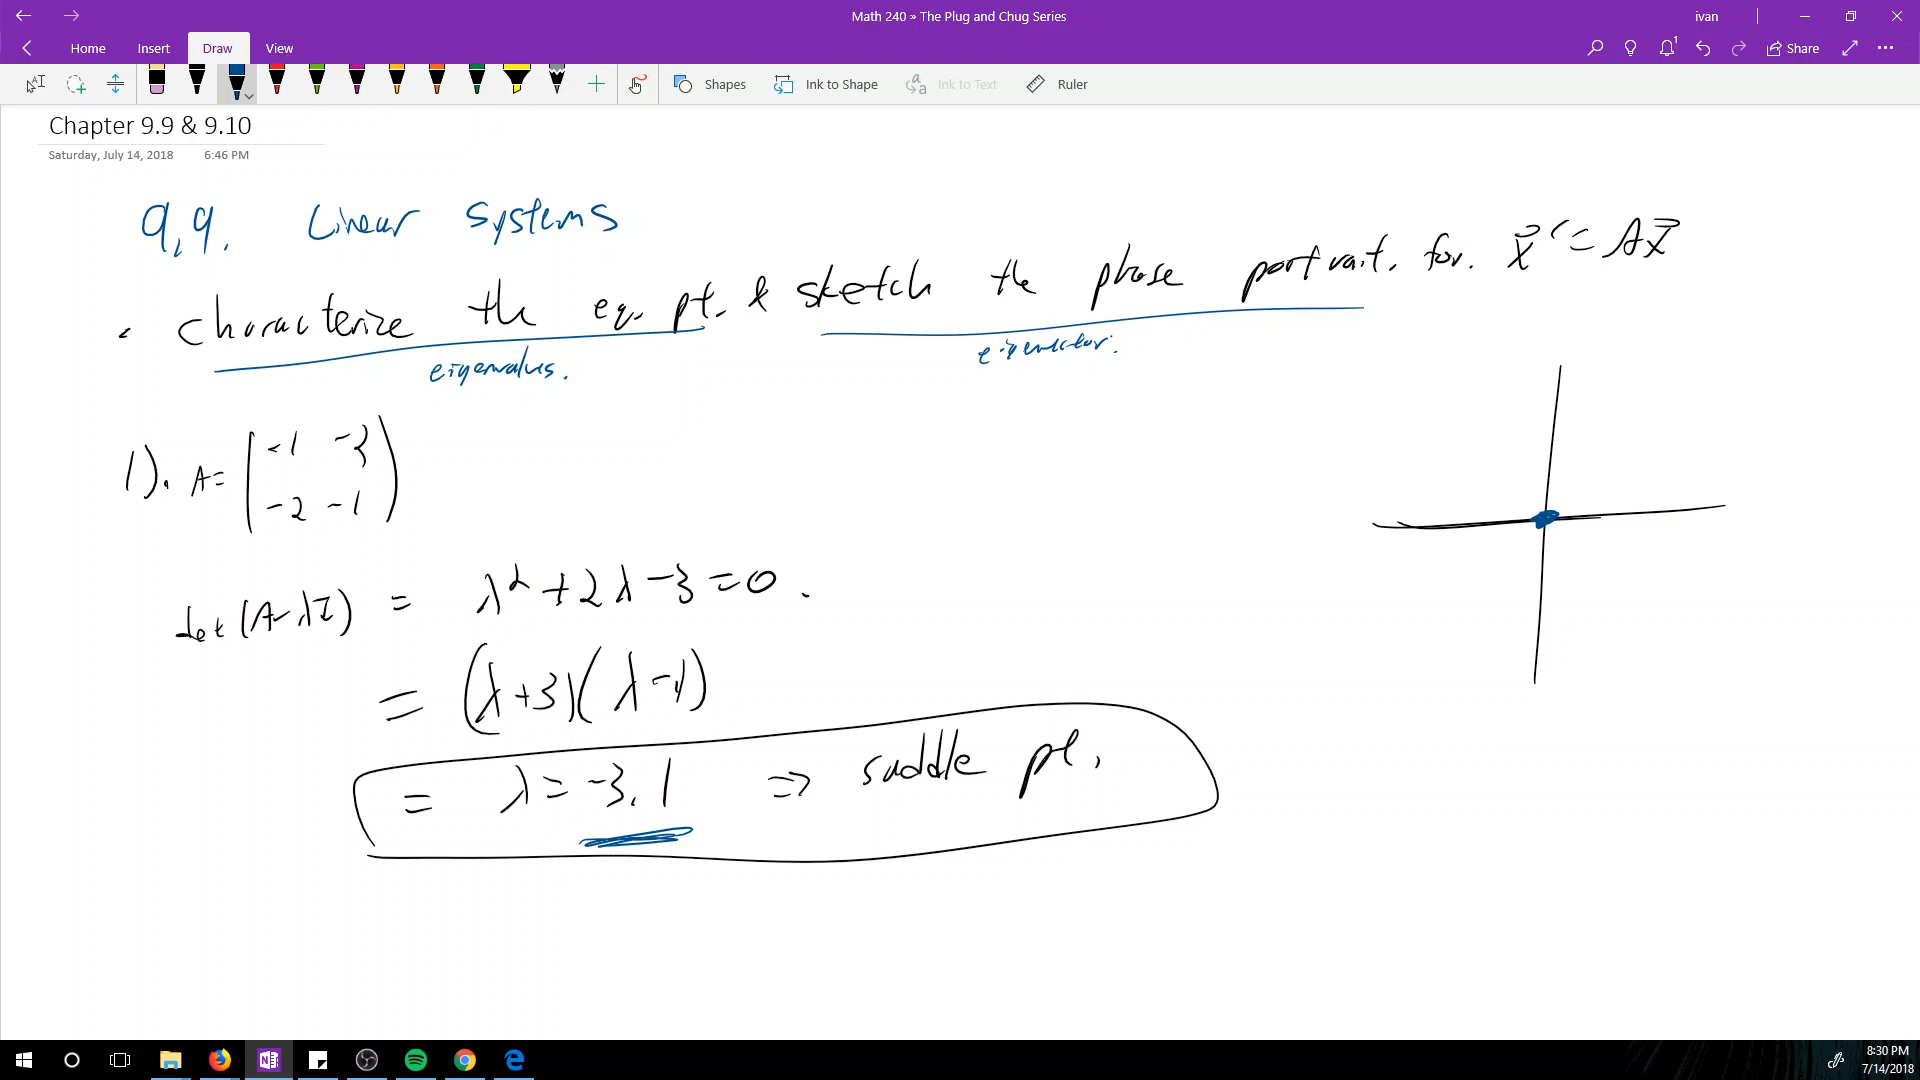 Math 240 » The Plug and Chug Series
ivan
Home Insert Draw View
1 Share
Shapes Ink to Shape Ink to Text Ruler
Chapter 9.9 & 9.10
Saturday, July 14, 2018 6:46 PM
9.9. Linear systems
• characterize the eq. pt. & sketch the phase portrait. for. x⃗' = Ax⃗
eigenvalues. eigenvector.
1). A = ( -1 -3
-2 -1 )
det (A-λI) = λ² + 2λ - 3 = 0.
= (λ+3)(λ-1)
= λ = -3, 1 ⇒ saddle pt.
8:30 PM
7/14/2018